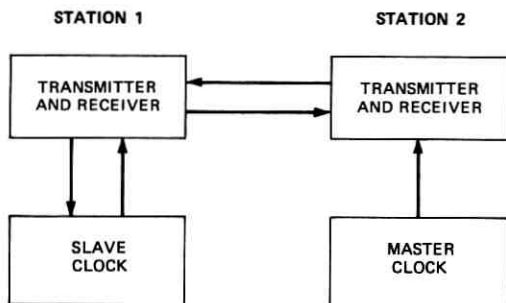 STATION 1
STATION 2
TRANSMITTER
AND RECEIVER
TRANSMITTER
AND RECEIVER
SLAVE
CLOCK
MASTER
CLOCK